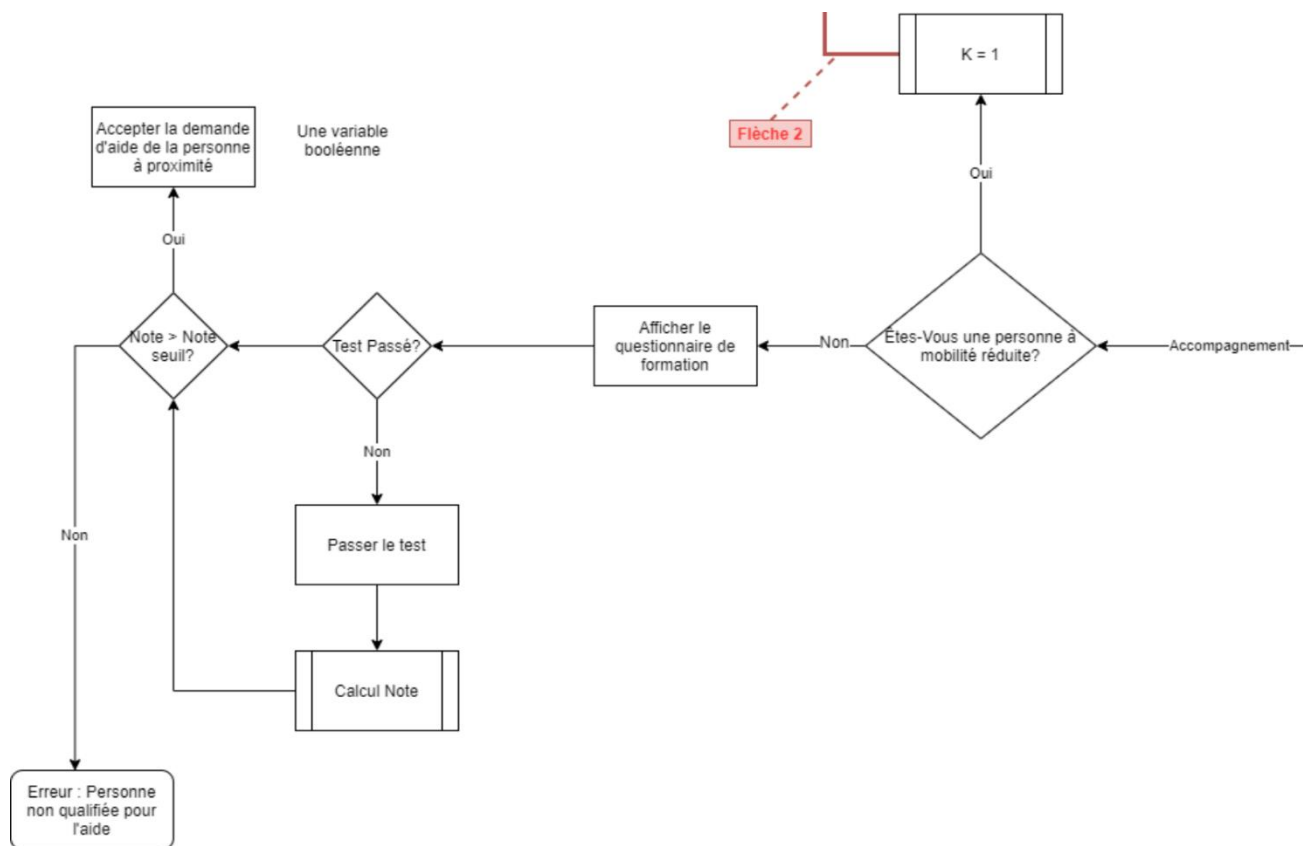 K = 1
Flèche 2
Accepter la demande
d'aide de la personne
à proximité
Une variable
booléenne
Oui
Oui
Note > Note
seuil?
Test Passé?
Afficher le
questionnaire de
formation
Non
Êtes-Vous une personne à
mobilité réduite?
Accompagnement
Non
Non
Passer le test
Calcul Note
Erreur : Personne
non qualifiée pour
l'aide